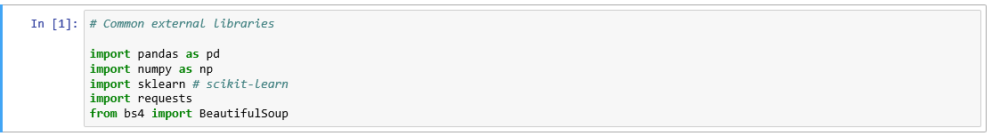 In [1]: # Common external libraries
import pandas as pd
import numpy as np
import sklearn # scikit-learn
import requests
from bs4 import BeautifulSoup